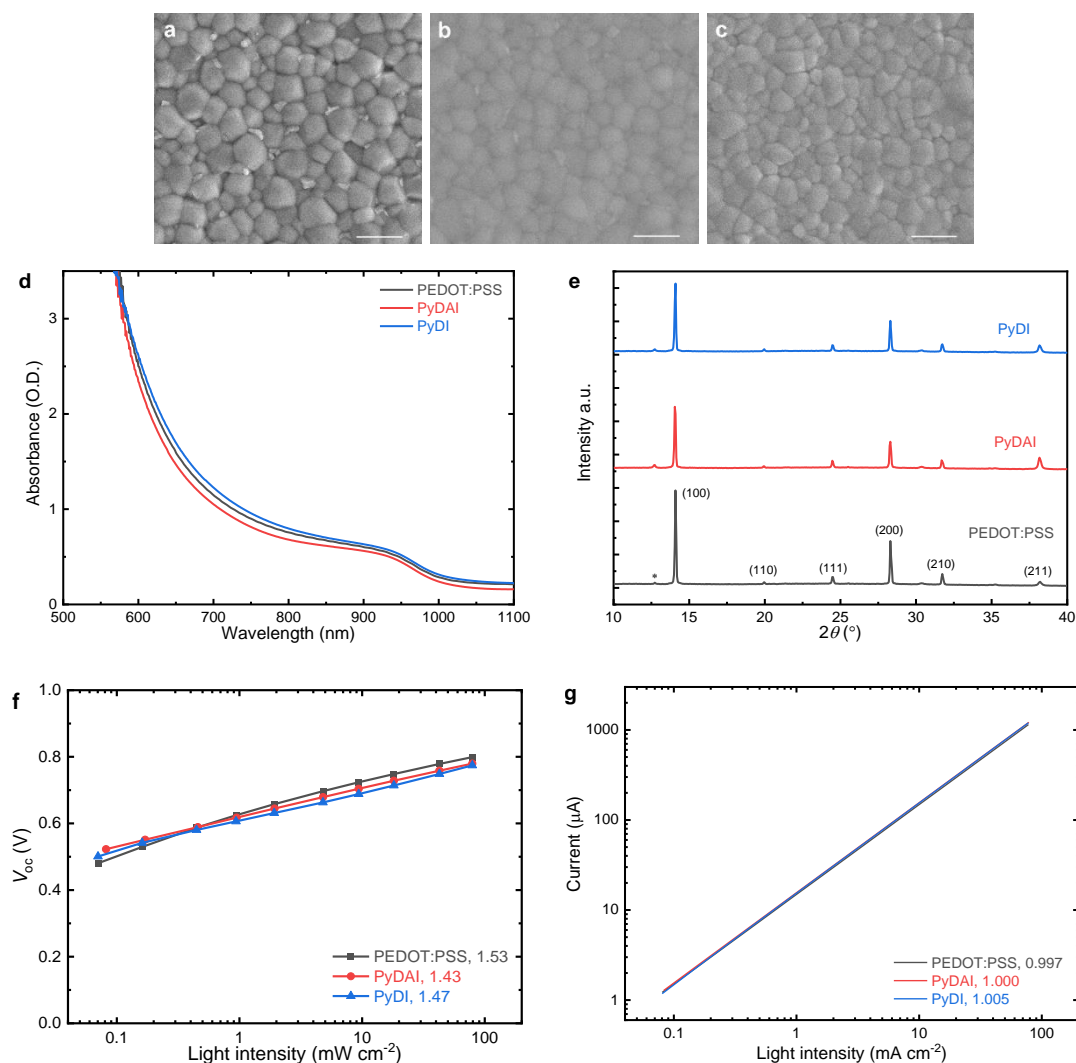 a
b
c
d
PEDOT:PSS
PyDAI
PyDI
Absorbance (O.D.)
3
2
1
0
500 600 700 800 900 1000 1100
Wavelength (nm)
e
PyDI
PyDAI
PEDOT:PSS
(100)
(200)
* (110) (111) (210) (211)
Intensity a.u.
10 15 20 25 30 35 40
2θ (°)
f
1.0
0.8
0.6
0.4
0.2
0.0
Voc (V)
PEDOT:PSS, 1.53
PyDAI, 1.43
PyDI, 1.47
0.1 1 10 100
Light intensity (mW cm-2)
g
1000
100
10
1
Current (μA)
PEDOT:PSS, 0.997
PyDAI, 1.000
PyDI, 1.005
0.1 1 10 100
Light intensity (mA cm-2)